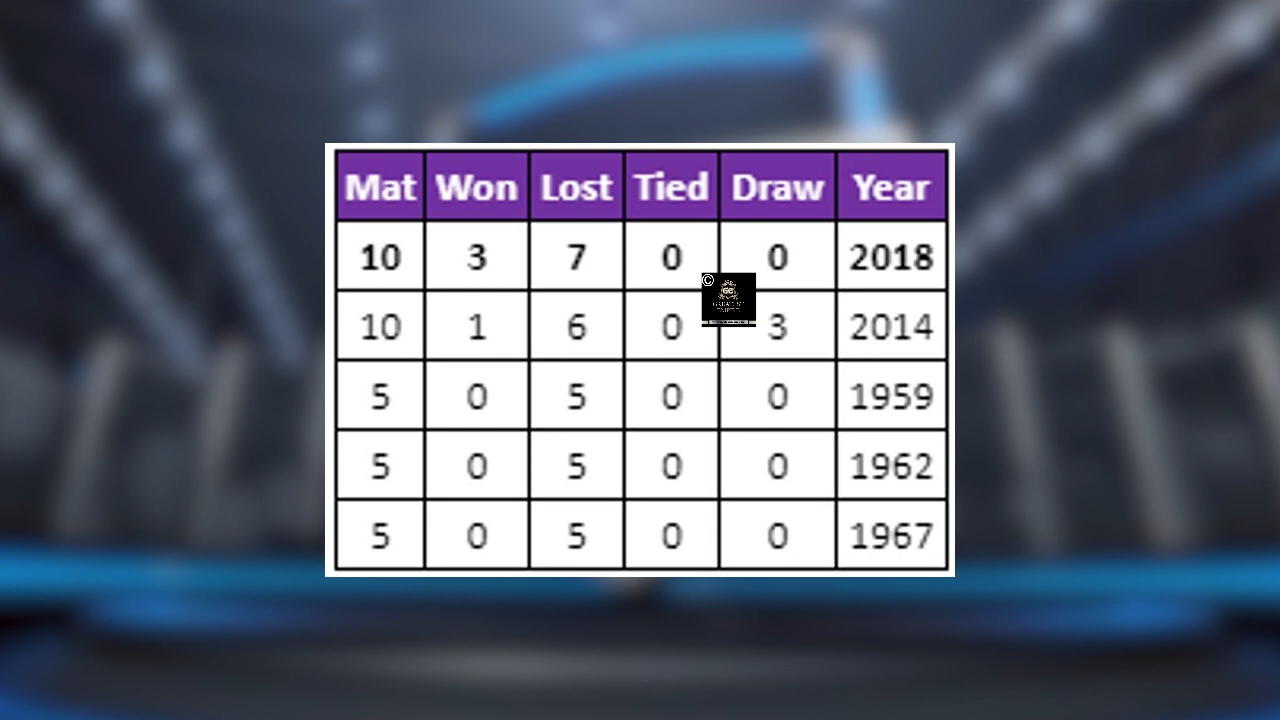 Mat Won Lost Tied Draw Year
10 3 7 0 0 2018
10 1 6 0 3 2014
5 0 5 0 0 1959
5 0 5 0 0 1962
5 0 5 0 0 1967
©